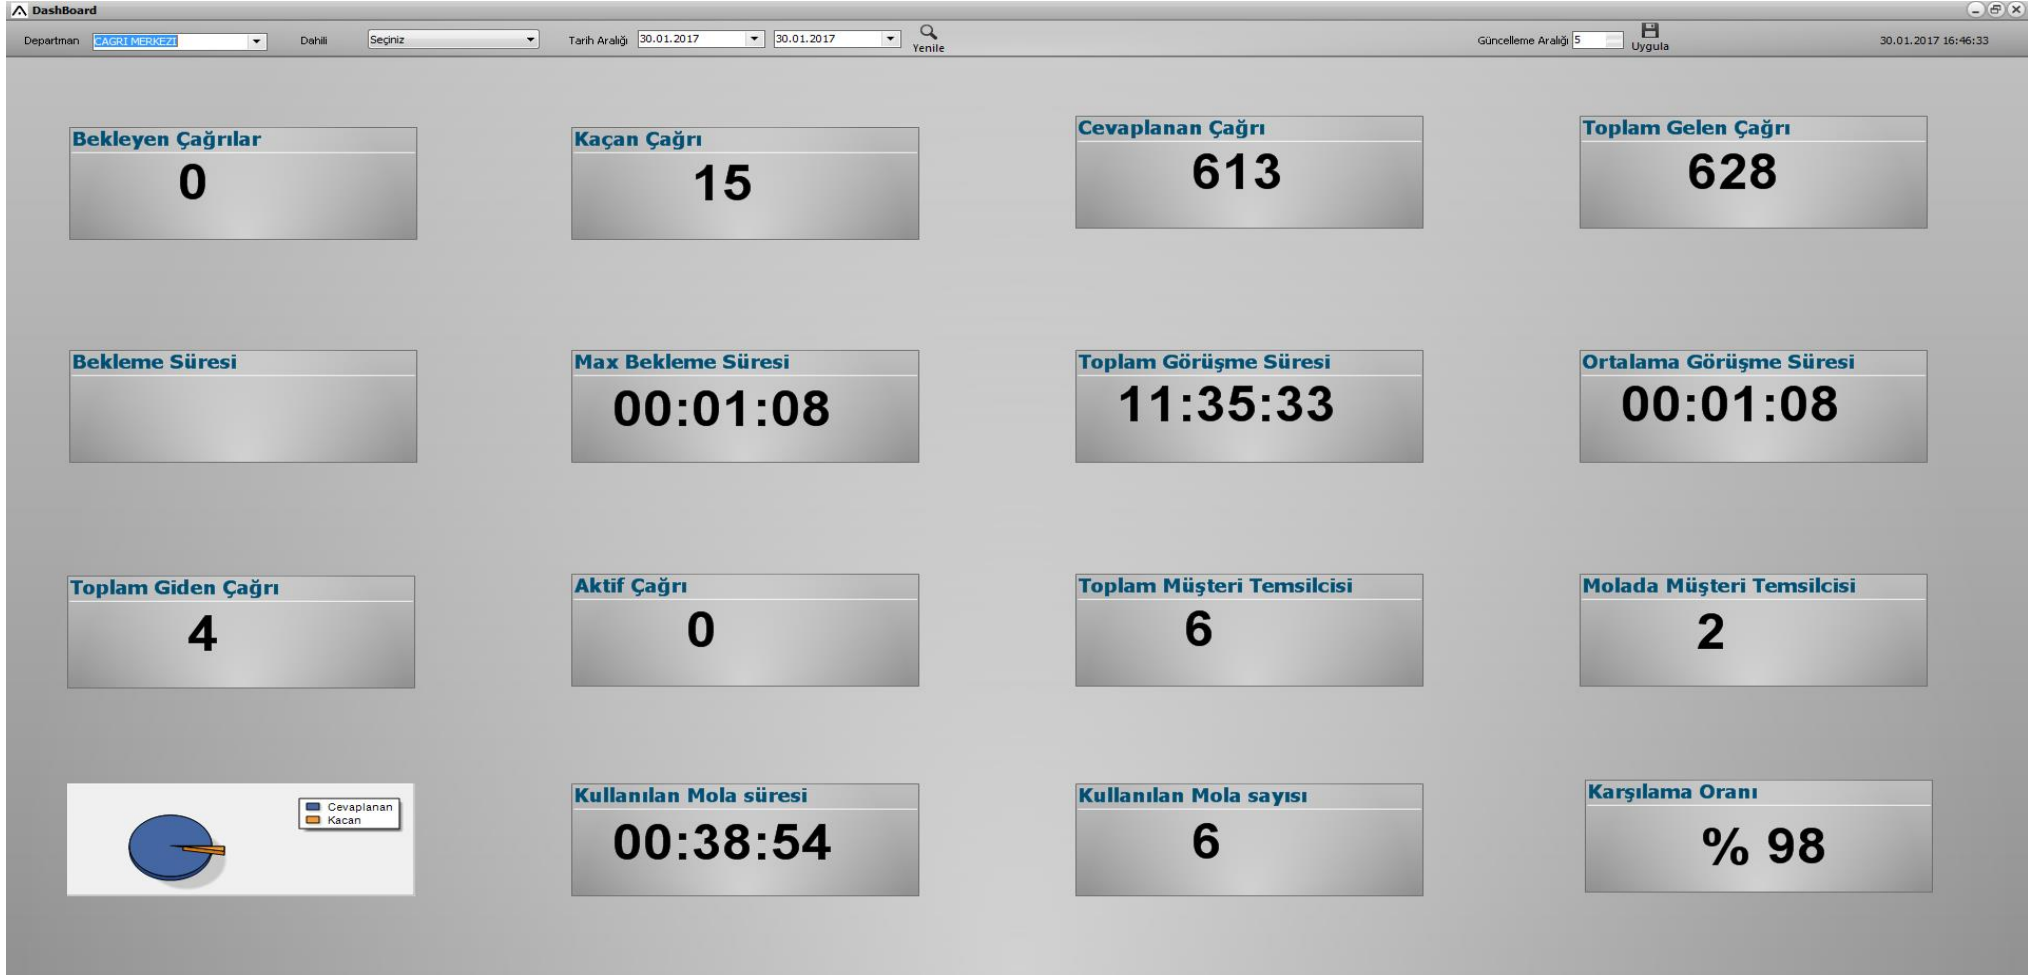 DashBoard
Departman CAGRI MERKEZI Dahili Seçiniz Tarih Aralığı 30.01.2017 30.01.2017 Yenile Güncelleme Aralığı 5 Uygula 30.01.2017 16:46:33
Bekleyen Çağrılar
0
Kaçan Çağrı
15
Cevaplanan Çağrı
613
Toplam Gelen Çağrı
628
Bekleme Süresi
Max Bekleme Süresi
00:01:08
Toplam Görüşme Süresi
11:35:33
Ortalama Görüşme Süresi
00:01:08
Toplam Giden Çağrı
4
Aktif Çağrı
0
Toplam Müşteri Temsilcisi
6
Molada Müşteri Temsilcisi
2
Cevaplanan
Kacan
Kullanılan Mola süresi
00:38:54
Kullanılan Mola sayısı
6
Karşılama Oranı
% 98